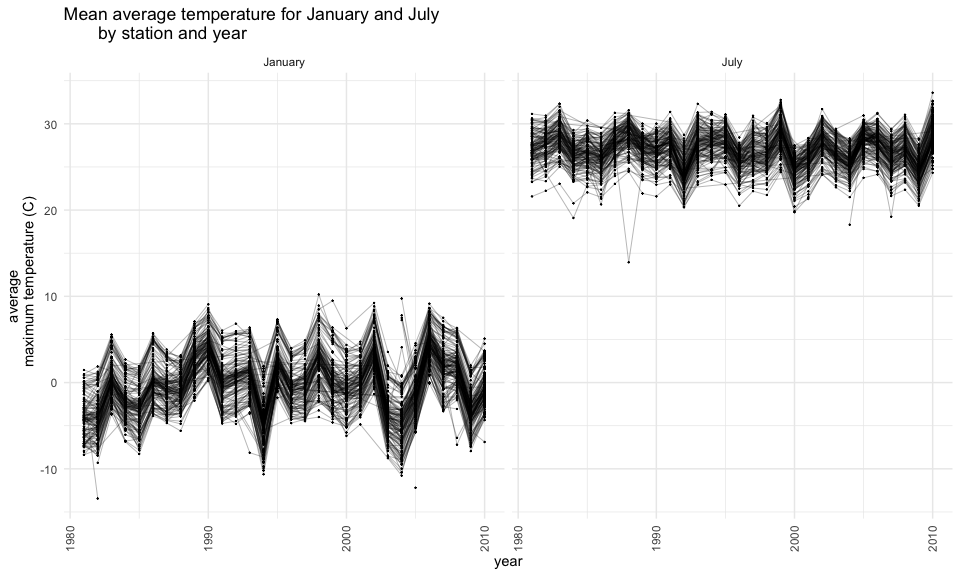 Mean average temperature for January and July
by station and year
January
July
average
maximum temperature (C)
30
20
10
0
-10
1980
1990
2000
2010
1980
1990
2000
2010
year